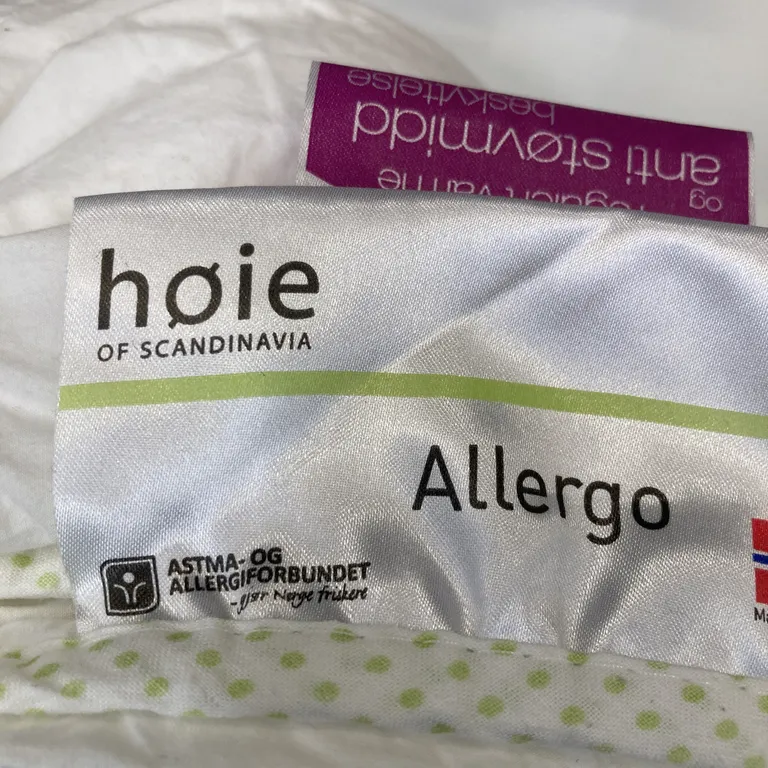 høie
OF SCANDINAVIA
Allergo
ASTMA- OG
ALLERGIFORBUNDET
- gjør Norge friskere
og
anti støvmidd
beskyttelse